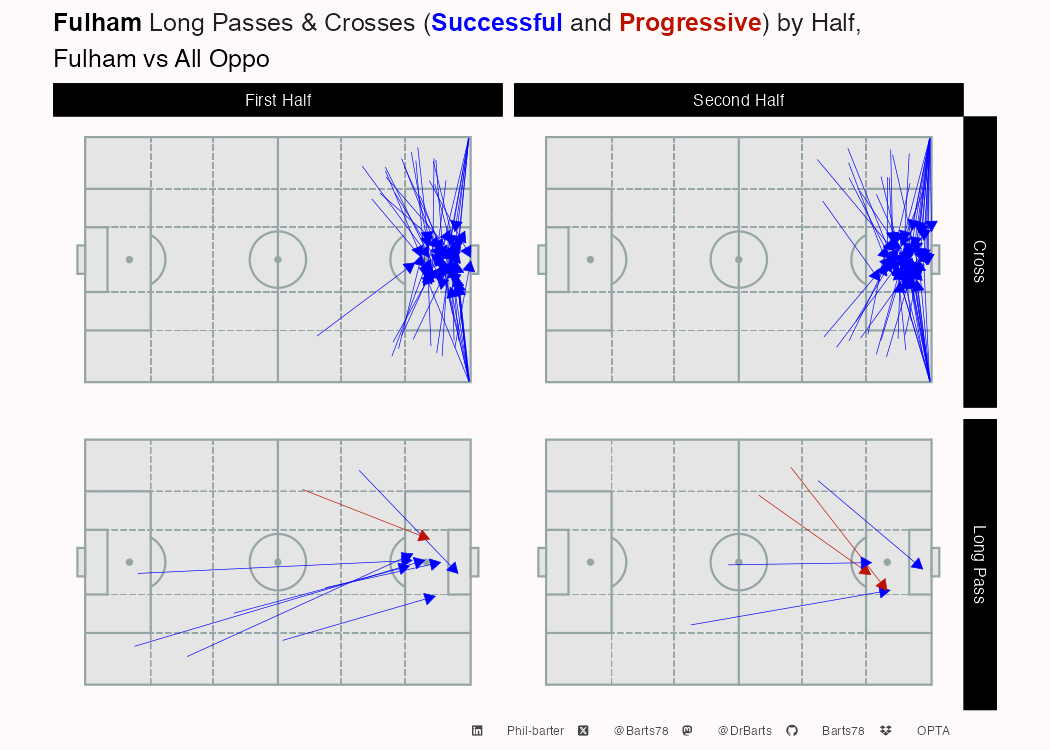 Fulham Long Passes & Crosses (Successful and Progressive) by Half,
Fulham vs All Oppo
First Half
Second Half
Cross
Long Pass
Phil-barter @Barts78 @DrBarts Barts78 OPTA